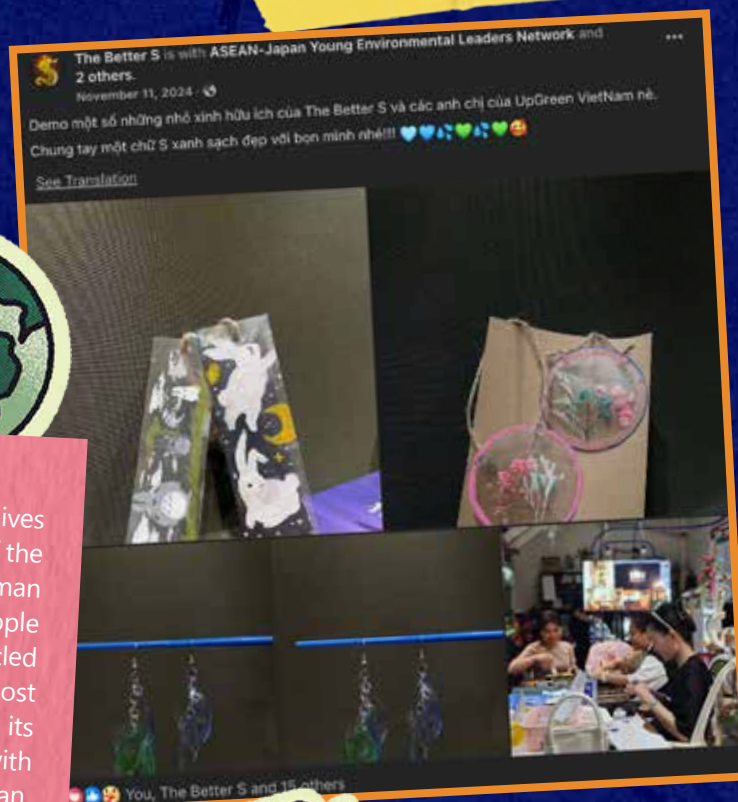 The Better S is with ASEAN-Japan Young Environmental Leaders Network and
2 others.
November 11, 2024
Demo một số những nhỏ xinh hữu ích của The Better S và các anh chị của UpGreen VietNam nè.
Chung tay một chữ S xanh sạch đẹp với bọn mình nhé!!! 🩵💙💦💚💦💚🥰
See Translation
ives
the
man
ople
led
ost
its
vith
an
You, The Better S and 15 others